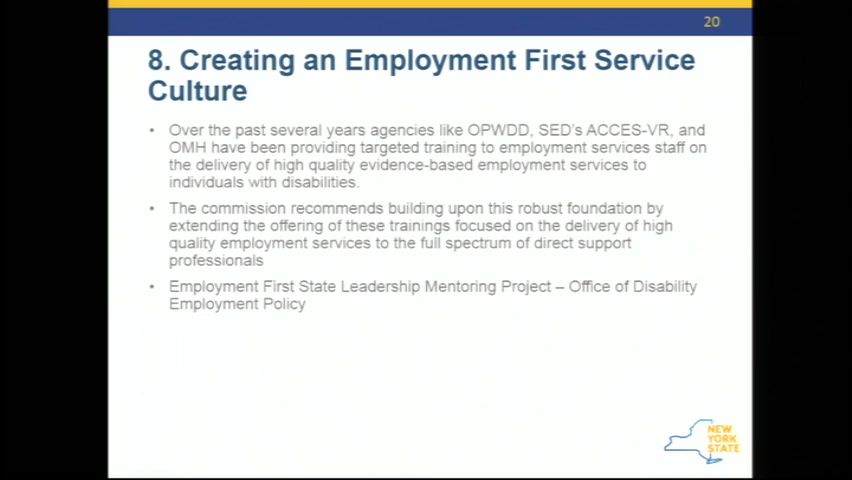 20
8. Creating an Employment First Service
Culture
• Over the past several years agencies like OPWDD, SED's ACCES-VR, and
OMH have been providing targeted training to employment services staff on
the delivery of high quality evidence-based employment services to
individuals with disabilities.
• The commission recommends building upon this robust foundation by
extending the offering of these trainings focused on the delivery of high
quality employment services to the full spectrum of direct support
professionals
• Employment First State Leadership Mentoring Project – Office of Disability
Employment Policy
NEW
YORK
STATE